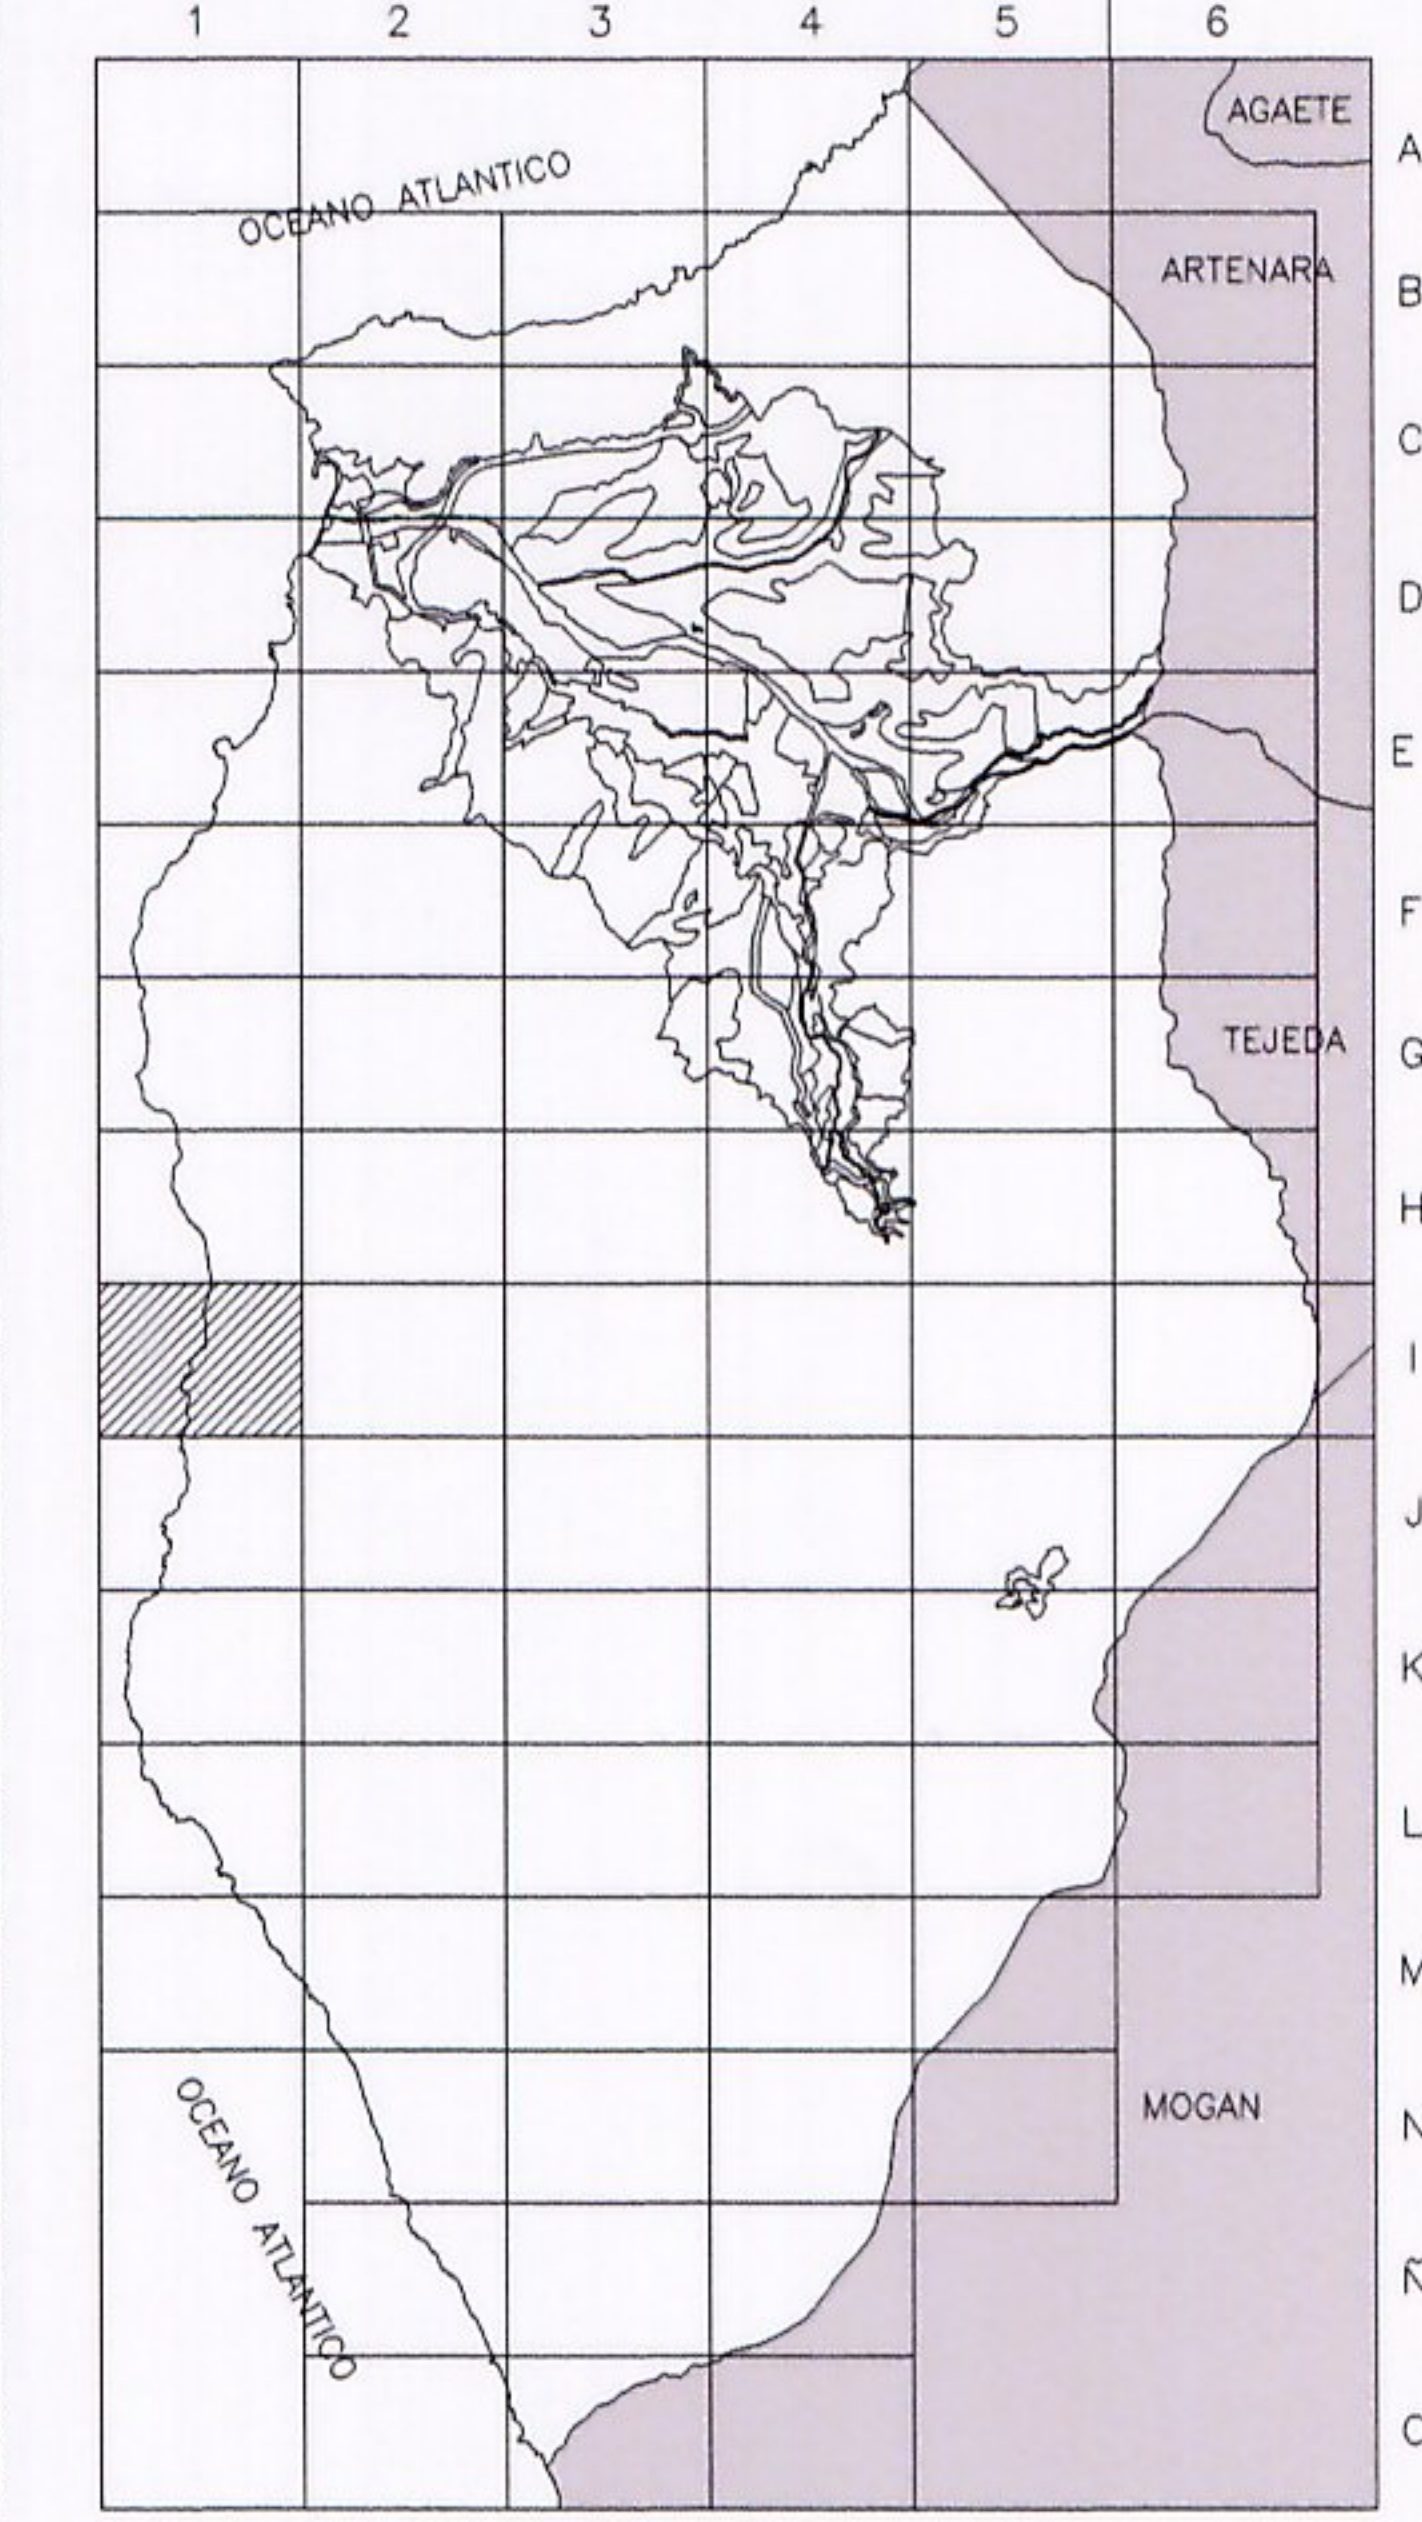 1 2 3 4 5 6
AGAETE
A
OCEANO ATLANTICO
ARTENARA
B
C
D
E
F
TEJEDA
G
H
I
J
K
L
M
MOGAN
N
OCEANO ATLANTICO
Ñ
O